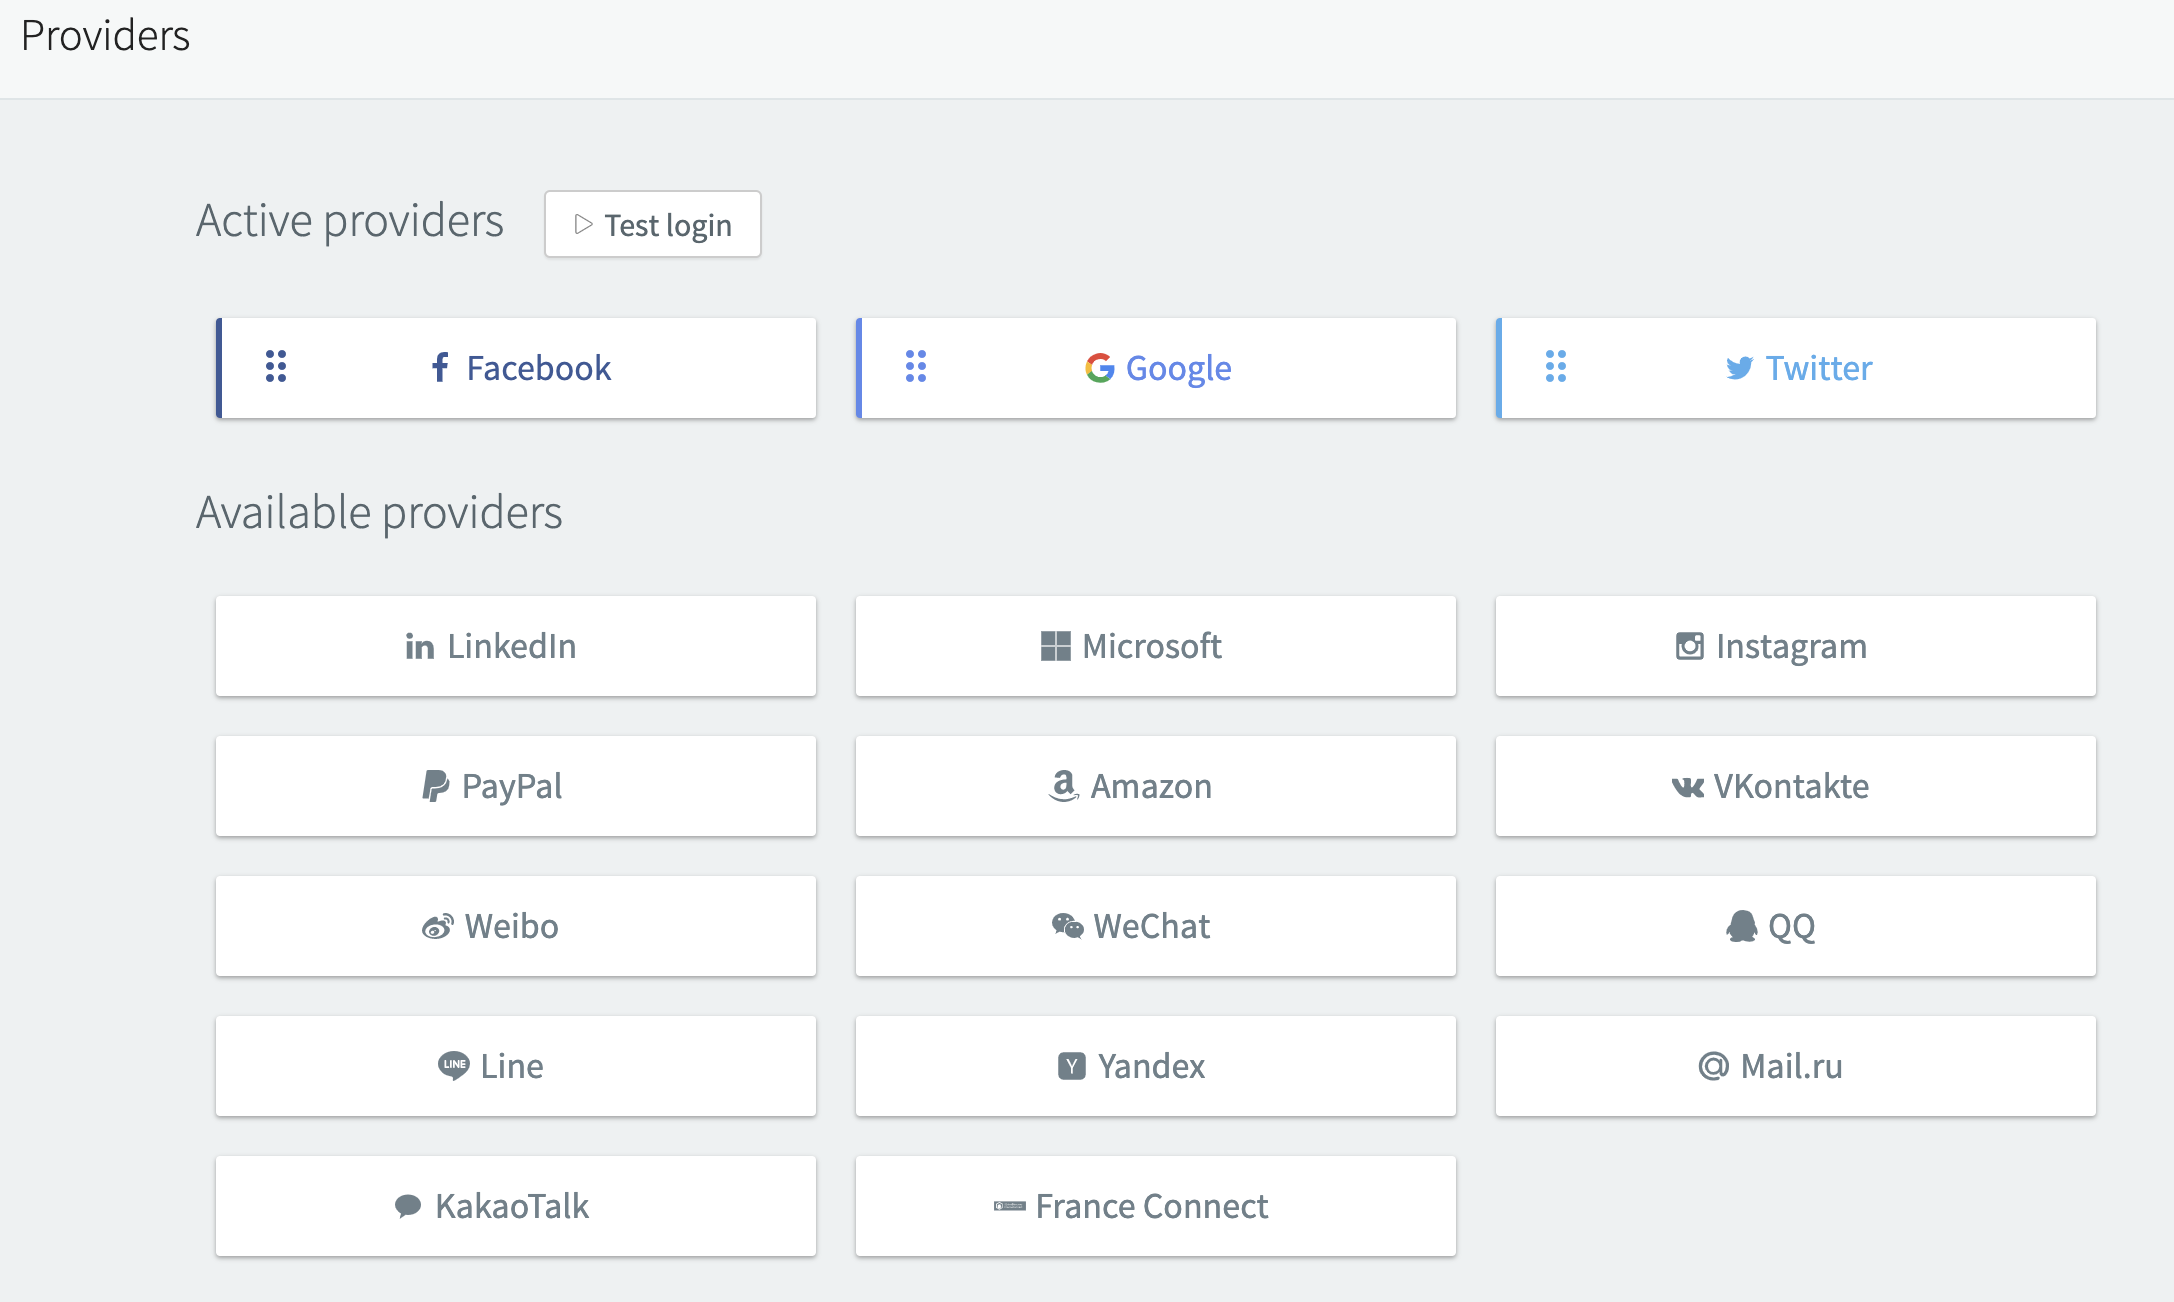 Providers
Active providers
Test login
Facebook
Google
Twitter
Available providers
LinkedIn
Microsoft
Instagram
PayPal
Amazon
VKontakte
Weibo
WeChat
QQ
LINE Line
Y Yandex
Mail.ru
KakaoTalk
France Connect